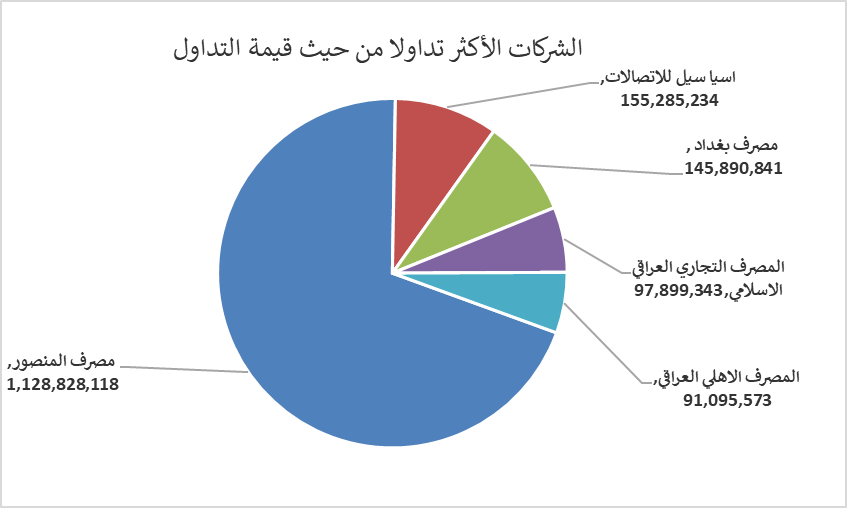 الشركات الأكثر تداولا من حيث قيمة التداول
اسيا سيل للاتصالات,
155,285,234
مصرف بغداد ,
145,890,841
المصرف التجاري العراقي
الاسلامي,97,899,343
المصرف الاهلي العراقي,
91,095,573
مصرف المنصور,
1,128,828,118